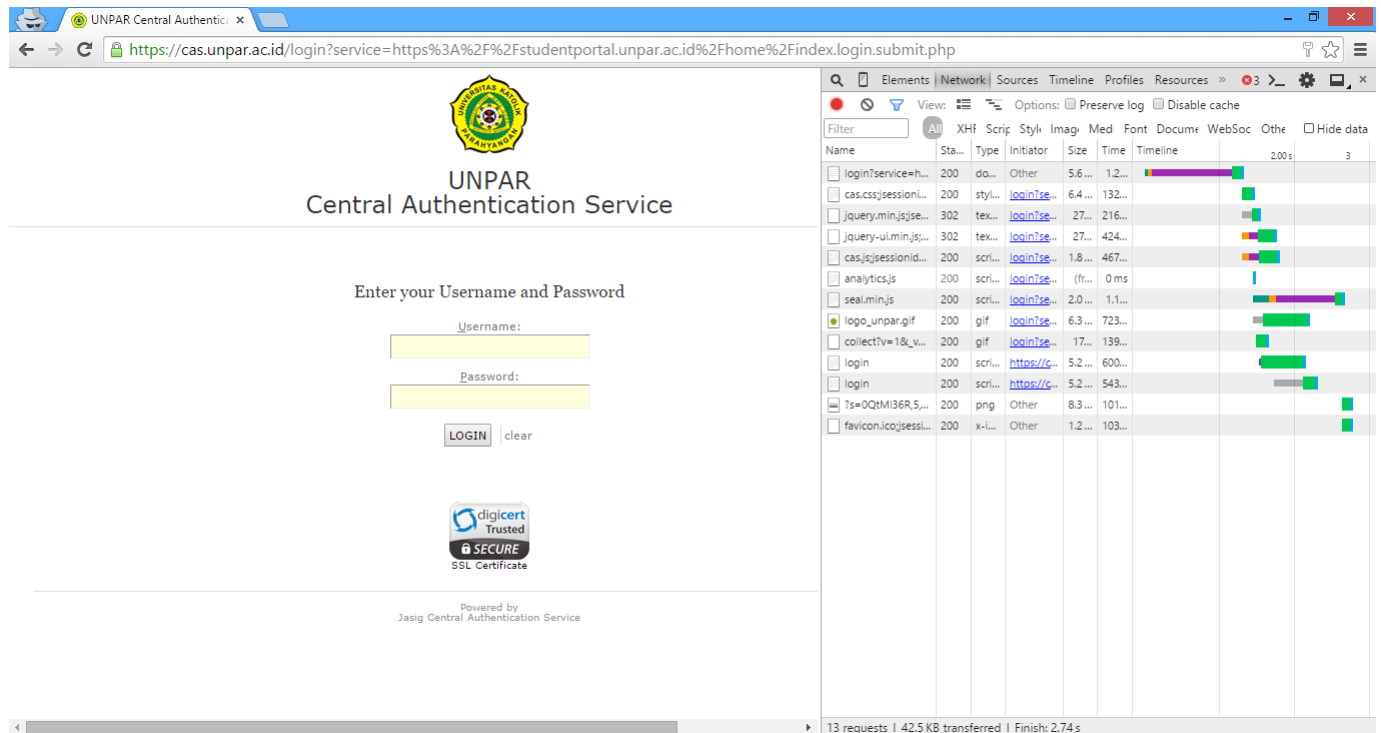 UNPAR Central Authentica
https://cas.unpar.ac.id/login?service=https%3A%2F%2Fstudentportal.unpar.ac.id%2Fhome%2Findex.login.submit.php
UNIVERSITAS KATOLIK PARAHYANGAN
UNPAR
Central Authentication Service
Enter your Username and Password
Username:
Password:
LOGIN clear
digicert
Trusted
SECURE
SSL Certificate
Powered by
Jasig Central Authentication Service
Elements Network Sources Timeline Profiles Resources » 3
View: Options: Preserve log Disable cache
Filter All XHF Scrip Style Image Medi Font Docume WebSoc Othe Hide data
Name Sta... Type Initiator Size Time Timeline 2.00 s 3
login?service=h... 200 do... Other 5.6 ... 1.2...
cas.css;jsessioni... 200 styl... login?se... 6.4 ... 132...
jquery.min.js;jse... 302 tex... login?se... 27... 216...
jquery-ui.min.js;... 302 tex... login?se... 27... 424...
cas.js;jsessionid... 200 scri... login?se... 1.8 ... 467...
analytics.js 200 scri... login?se... (fr... 0 ms
seal.min.js 200 scri... login?se... 2.0 ... 1.1...
logo_unpar.gif 200 gif login?se... 6.3 ... 723...
collect?v=1&_v... 200 gif login?se... 17... 139...
login 200 scri... https://c... 5.2 ... 600...
login 200 scri... https://c... 5.2 ... 543...
?s=0QtMI36R,5,... 200 png Other 8.3 ... 101...
favicon.ico;jsessi... 200 x-i... Other 1.2 ... 103...
13 requests | 42.5 KB transferred | Finish: 2.74 s